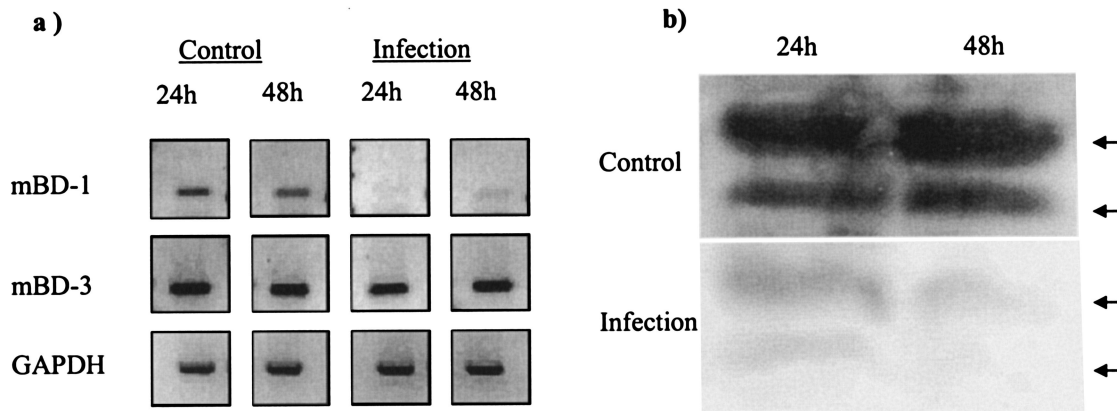 a )
Control Infection
24h 48h 24h 48h
mBD-1
mBD-3
GAPDH
b)
24h 48h
Control
Infection